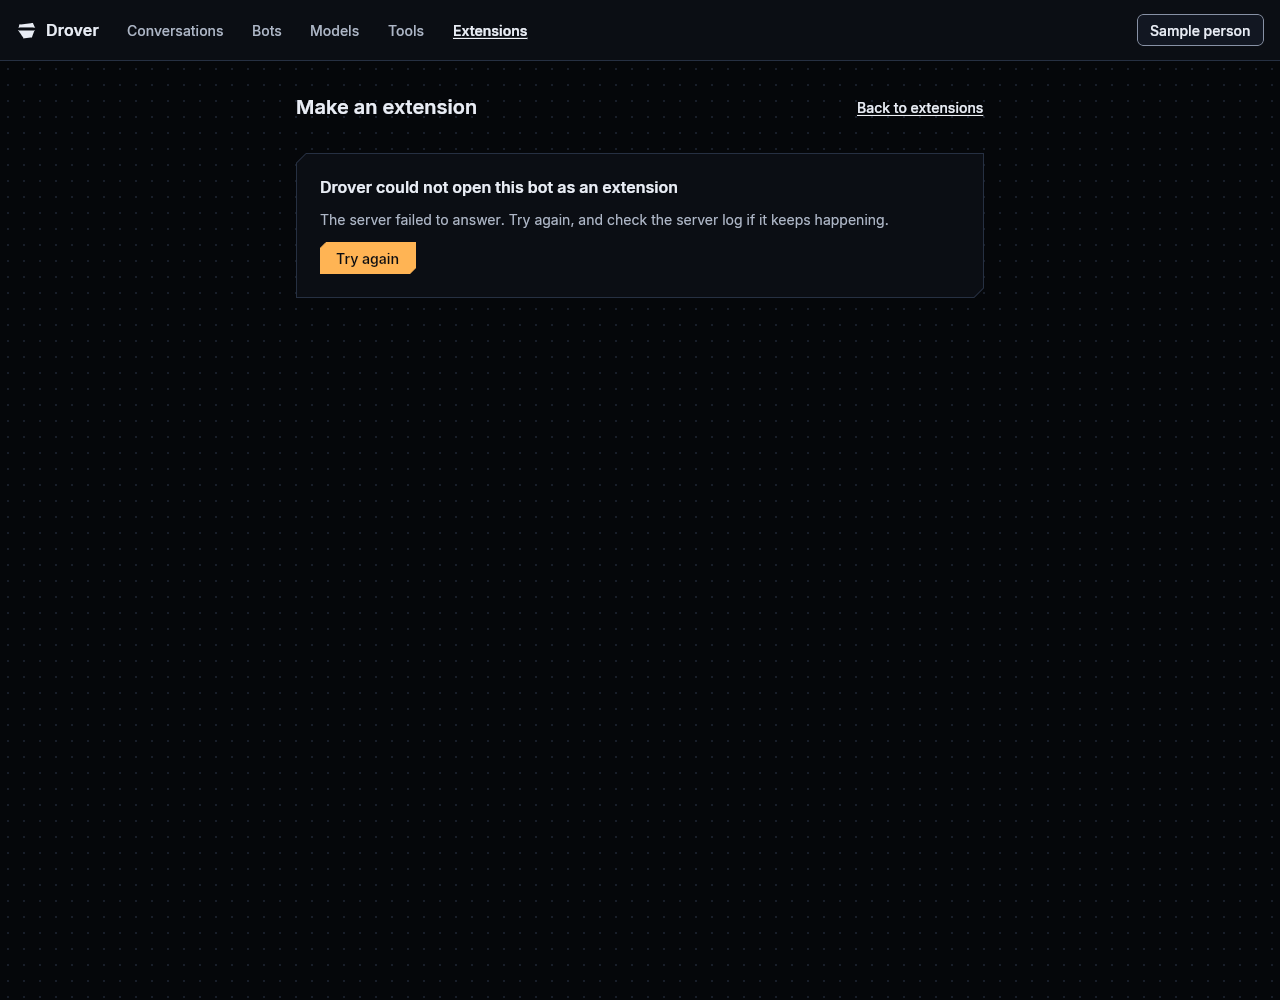 Drover
Conversations
Bots
Models
Tools
Extensions
Sample person
Make an extension
Back to extensions
Drover could not open this bot as an extension
The server failed to answer. Try again, and check the server log if it keeps happening.
Try again